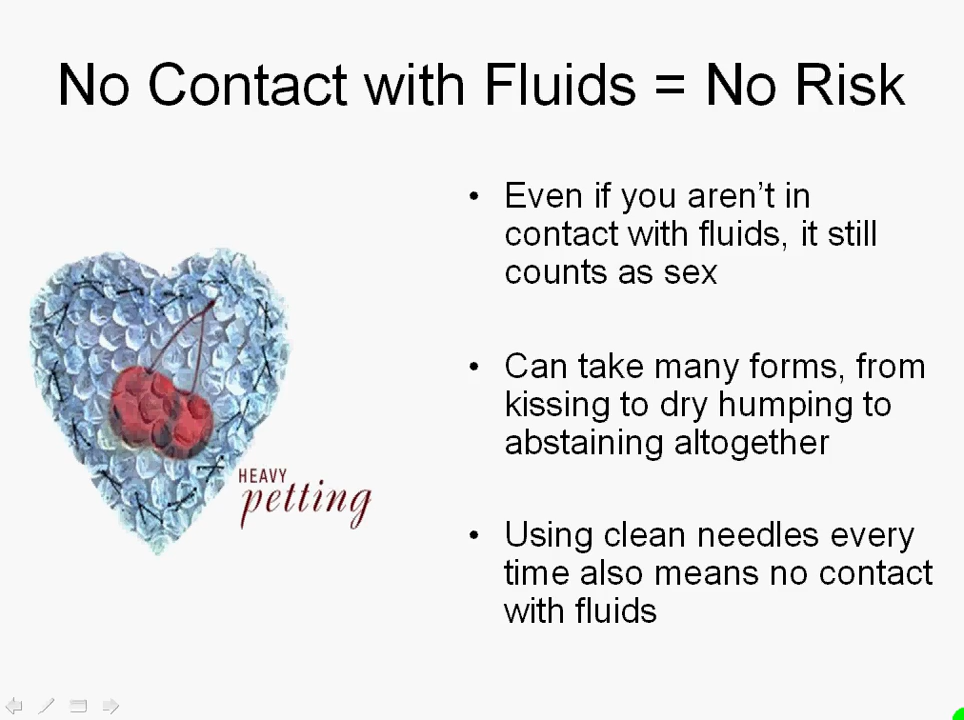 No Contact with Fluids = No Risk
• Even if you aren’t in
contact with fluids, it still
counts as sex
• Can take many forms, from
kissing to dry humping to
abstaining altogether
• Using clean needles every
time also means no contact
with fluids
HEAVY
petting